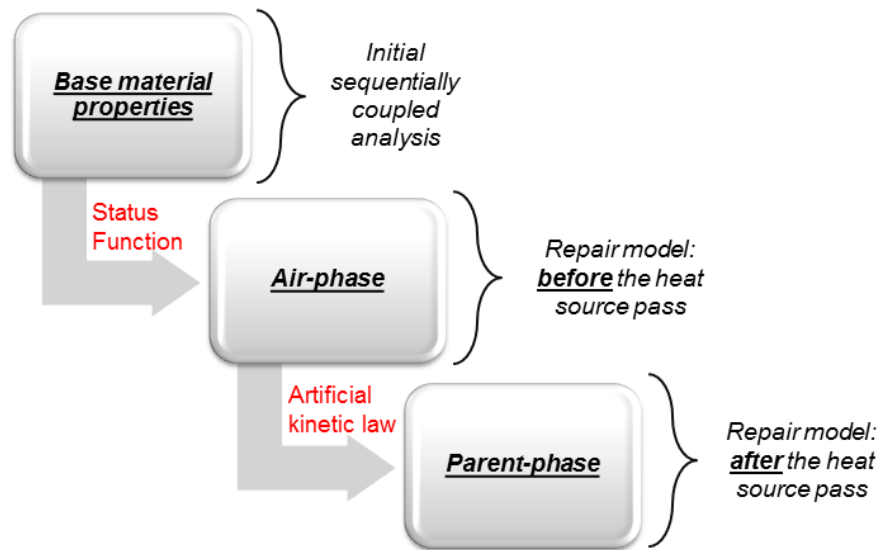 Base material
properties
Initial
sequentially
coupled
analysis
Status
Function
Air-phase
Repair model:
before the heat
source pass
Artificial
kinetic law
Parent-phase
Repair model:
after the heat
source pass